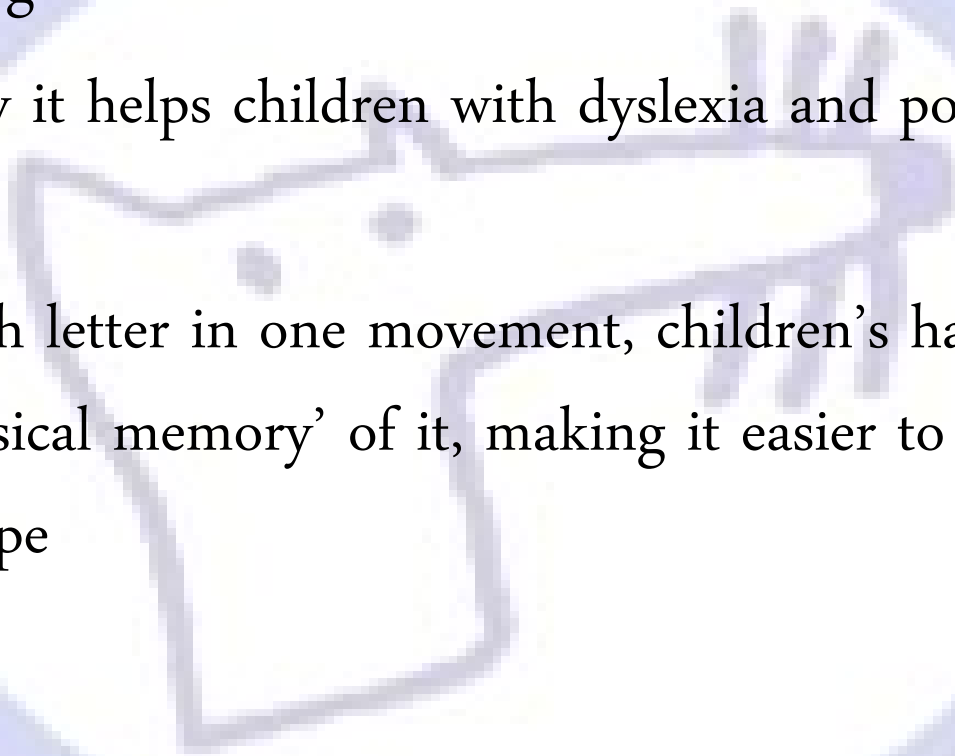 g
y it helps children with dyslexia and po
h letter in one movement, children’s ha
sical memory’ of it, making it easier to
pe